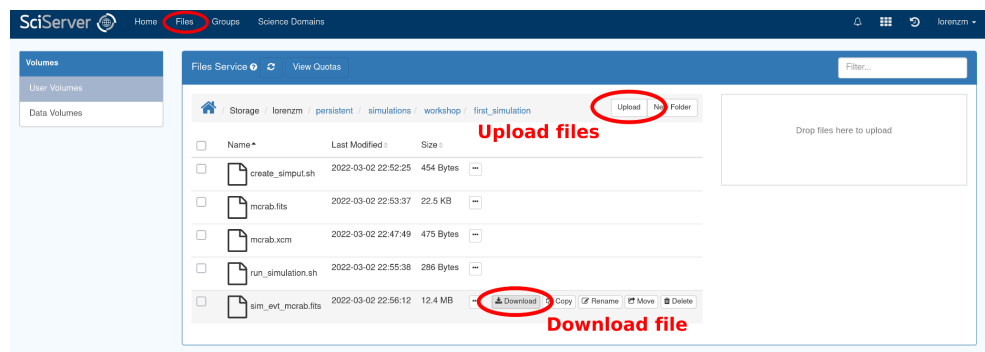 SciServer Home Files Groups Science Domains lorenzm
Volumes
User Volumes
Data Volumes
Files Service View Quotas Filter...
/ Storage / lorenzm / persistent / simulations / workshop / first_simulation Upload New Folder
Upload files
Drop files here to upload
Name Last Modified Size
create_simput.sh 2022-03-02 22:52:25 454 Bytes
mcrab.fits 2022-03-02 22:53:37 22.5 KB
mcrab.xcm 2022-03-02 22:47:49 475 Bytes
run_simulation.sh 2022-03-02 22:55:38 286 Bytes
sim_evt_mcrab.fits 2022-03-02 22:56:12 12.4 MB Download Copy Rename Move Delete
Download file